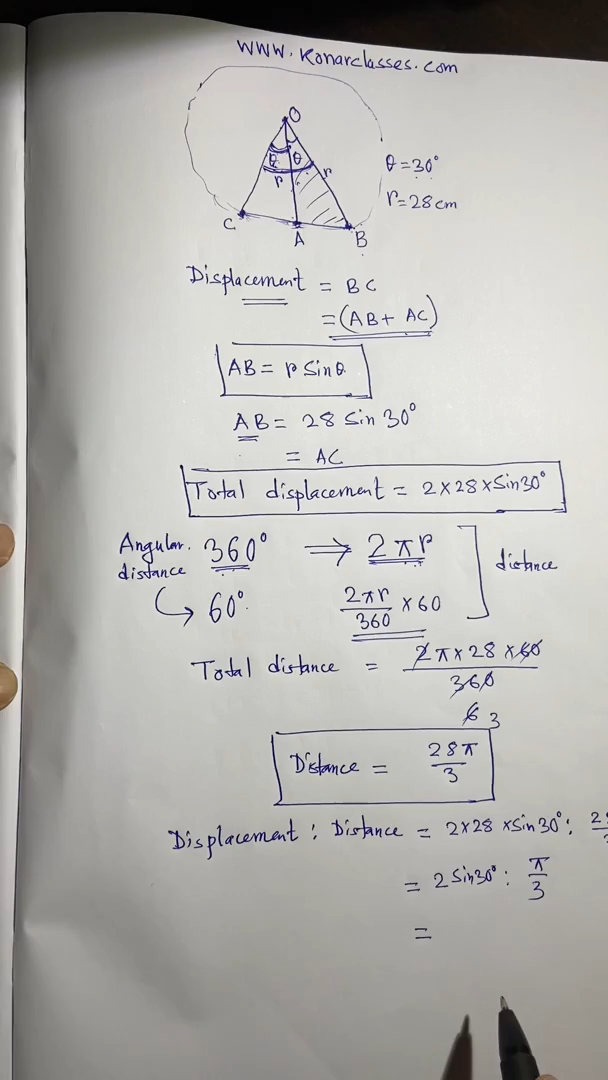 www.Konarclasses.com
O
θ θ
r r
C A B
θ = 30°
r = 28 cm
Displacement = BC
= (AB + AC)
AB = r Sinθ
AB = 28 Sin 30°
= AC
Total displacement = 2×28×Sin30°
Angular distance 360° ⇒ 2πr
60° 2πr/360 × 60
distance
Total distance = 2π×28×60/360
6 3
Distance = 28π/3
Displacement : Distance = 2×28×Sin30° :
= 2 Sin30° : π/3
=